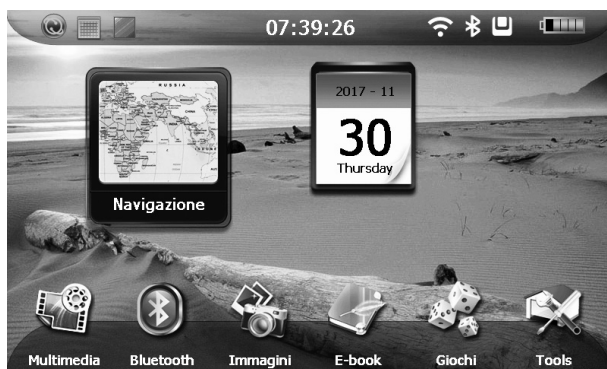 07:39:26
RUSSIA
2017 - 11
30
Thursday
Navigazione
Multimedia
Bluetooth
Immagini
E-book
Giochi
Tools